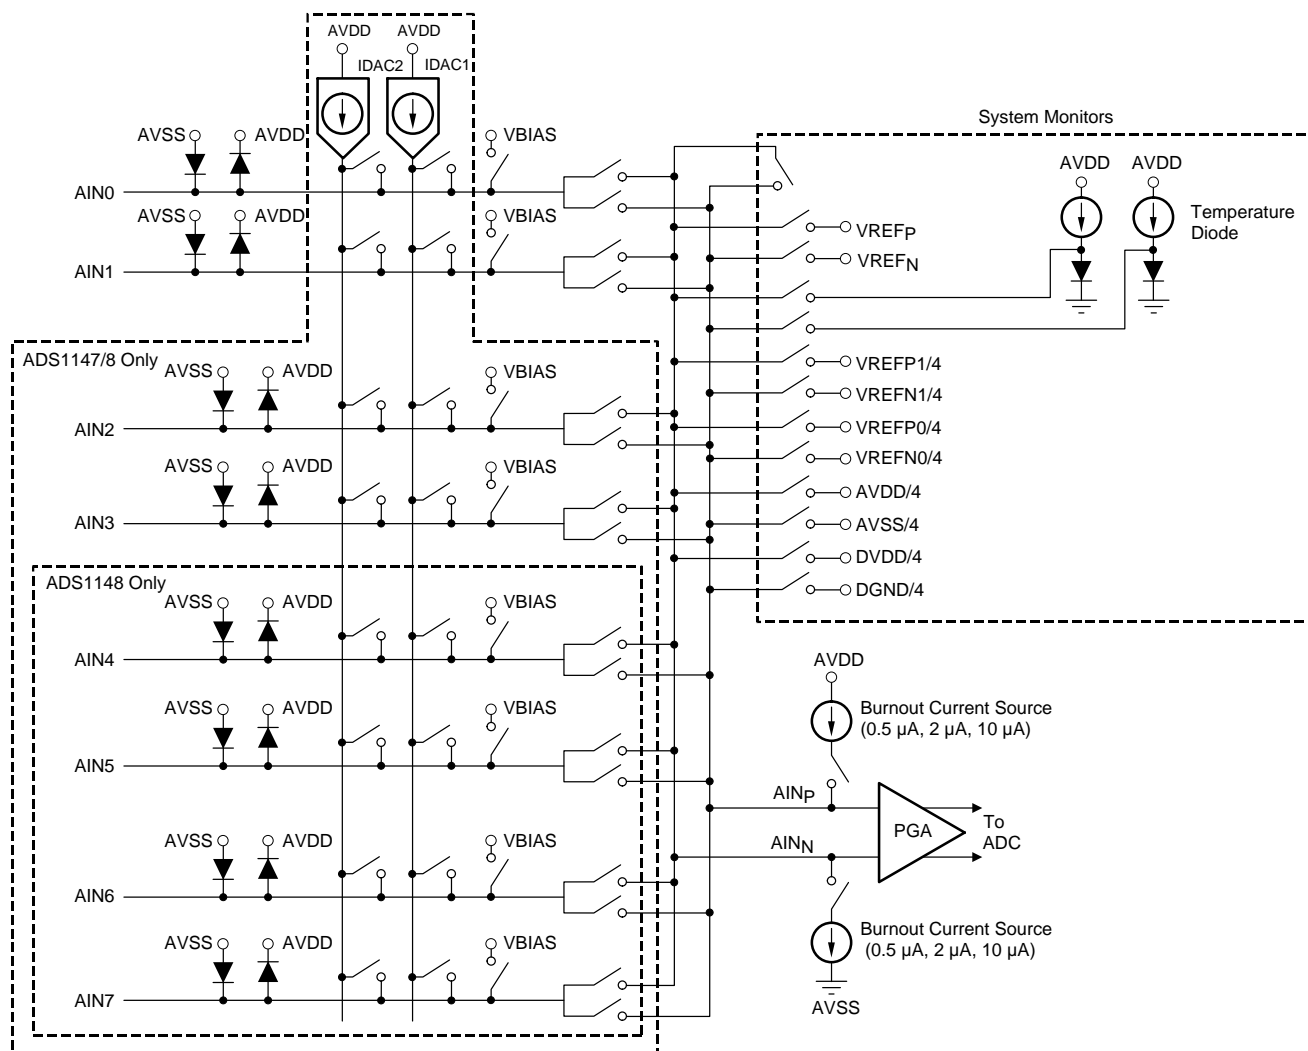 AVDD AVDD
IDAC2 IDAC1
System Monitors
AVSS AVDD VBIAS
AIN0
AVDD AVDD
Temperature
Diode
AVSS AVDD VBIAS
AIN1
VREFP
VREFN
ADS1147/8 Only
AVSS AVDD VBIAS
AIN2
VREFP1/4
VREFN1/4
VREFP0/4
VREFN0/4
AVSS AVDD VBIAS
AIN3
AVDD/4
AVSS/4
DVDD/4
DGND/4
ADS1148 Only
AVSS AVDD VBIAS
AIN4
AVSS AVDD VBIAS
AIN5
AVDD
Burnout Current Source
(0.5 µA, 2 µA, 10 µA)
AINP
PGA
To
ADC
AINN
AVSS AVDD VBIAS
AIN6
AVSS AVDD VBIAS
AIN7
Burnout Current Source
(0.5 µA, 2 µA, 10 µA)
AVSS